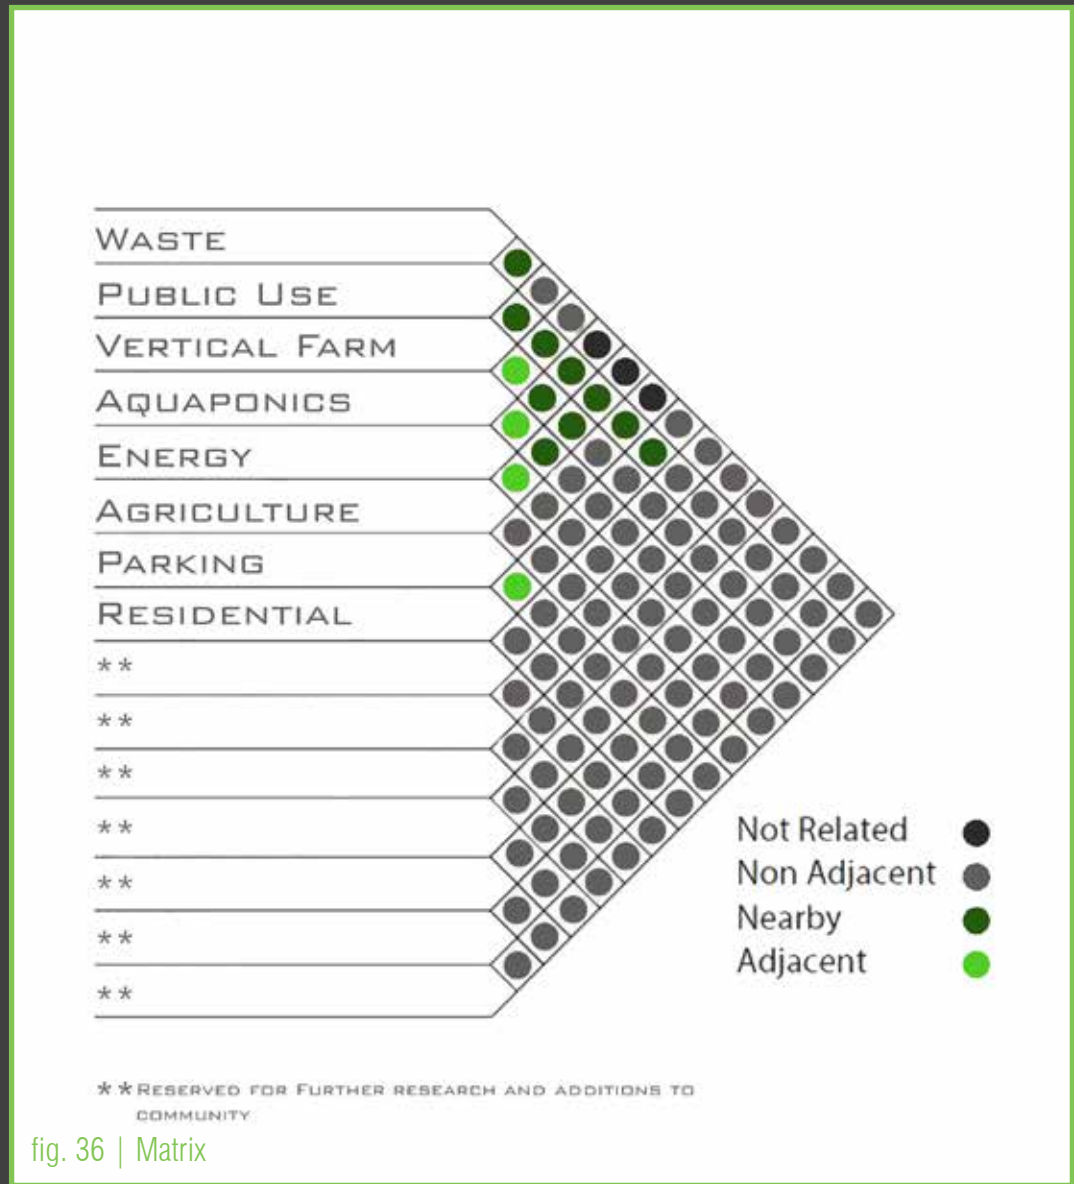 WASTE
PUBLIC USE
VERTICAL FARM
AQUAPONICS
ENERGY
AGRICULTURE
PARKING
RESIDENTIAL
**
**
**
**
**
**
**
Not Related
Non Adjacent
Nearby
Adjacent
**RESERVED FOR FURTHER RESEARCH AND ADDITIONS TO
COMMUNITY
fig. 36 | Matrix